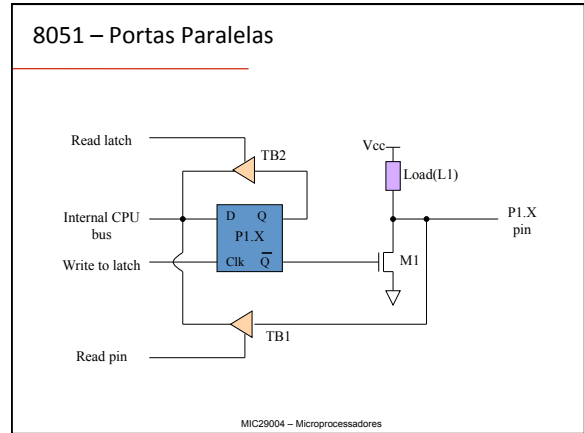 8051 – Portas Paralelas
Read latch
TB2
Vcc
Load(L1)
Internal CPU
bus
D Q
P1.X
P1.X
pin
Write to latch
Clk Q
M1
TB1
Read pin
MIC29004 – Microprocessadores